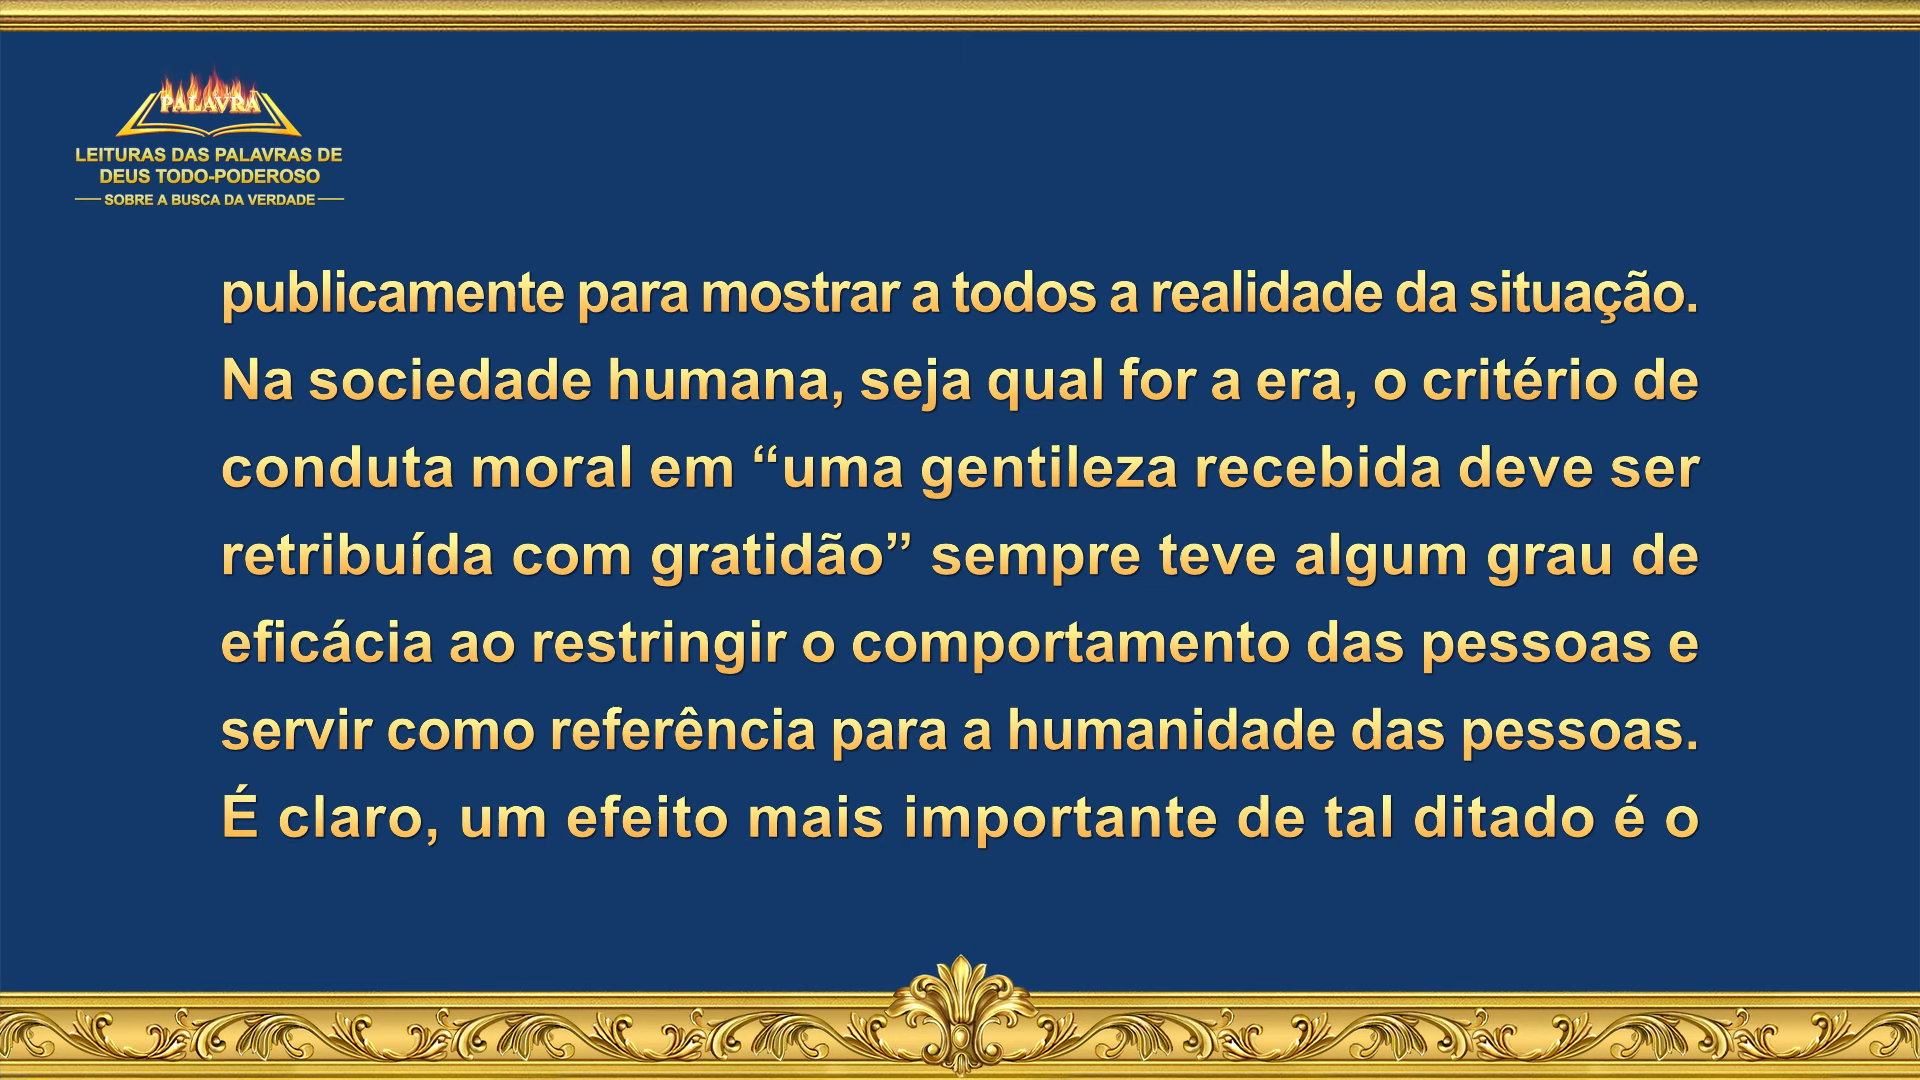 PALAVRA
LEITURAS DAS PALAVRAS DE
DEUS TODO-PODEROSO
SOBRE A BUSCA DA VERDADE
publicamente para mostrar a todos a realidade da situação.
Na sociedade humana, seja qual for a era, o critério de
conduta moral em “uma gentileza recebida deve ser
retribuída com gratidão” sempre teve algum grau de
eficácia ao restringir o comportamento das pessoas e
servir como referência para a humanidade das pessoas.
É claro, um efeito mais importante de tal ditado é o